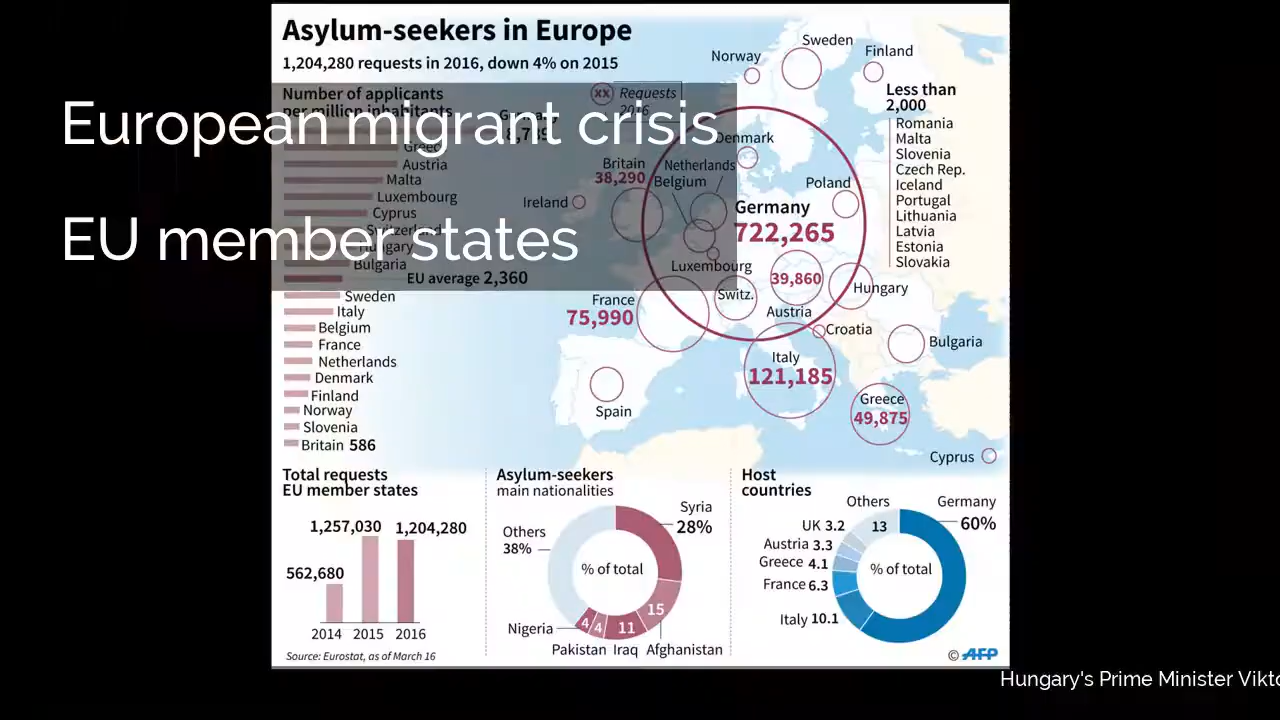 Asylum-seekers in Europe
1,204,280 requests in 2016, down 4% on 2015
Number of applicants
per million inhabitants
European migrant crisis
EU member states
xx
Requests
2016
Austria
Malta
Luxembourg
Cyprus
Switzerland
Hungary
Bulgaria
EU average 2,360
Sweden
Italy
Belgium
France
Netherlands
Denmark
Finland
Norway
Slovenia
Britain 586
Norway
Sweden
Finland
Denmark
Netherlands
Britain
38,290
Belgium
Ireland
Poland
Germany
722,265
Luxembourg
39,860
Switz.
Hungary
France
75,990
Austria
Croatia
Bulgaria
Italy
121,185
Spain
Greece
49,875
Cyprus
Less than
2,000
Romania
Malta
Slovenia
Czech Rep.
Iceland
Portugal
Lithuania
Latvia
Estonia
Slovakia
Total requests
EU member states
1,257,030
1,204,280
562,680
2014
2015
2016
Source: Eurostat, as of March 16
Asylum-seekers
main nationalities
Syria
28%
Others
38%
% of total
15
11
4
4
Nigeria
Pakistan
Iraq
Afghanistan
Host
countries
Others
13
Germany
60%
UK 3.2
Austria 3.3
Greece 4.1
France 6.3
Italy 10.1
% of total
© AFP
Hungary's Prime Minister